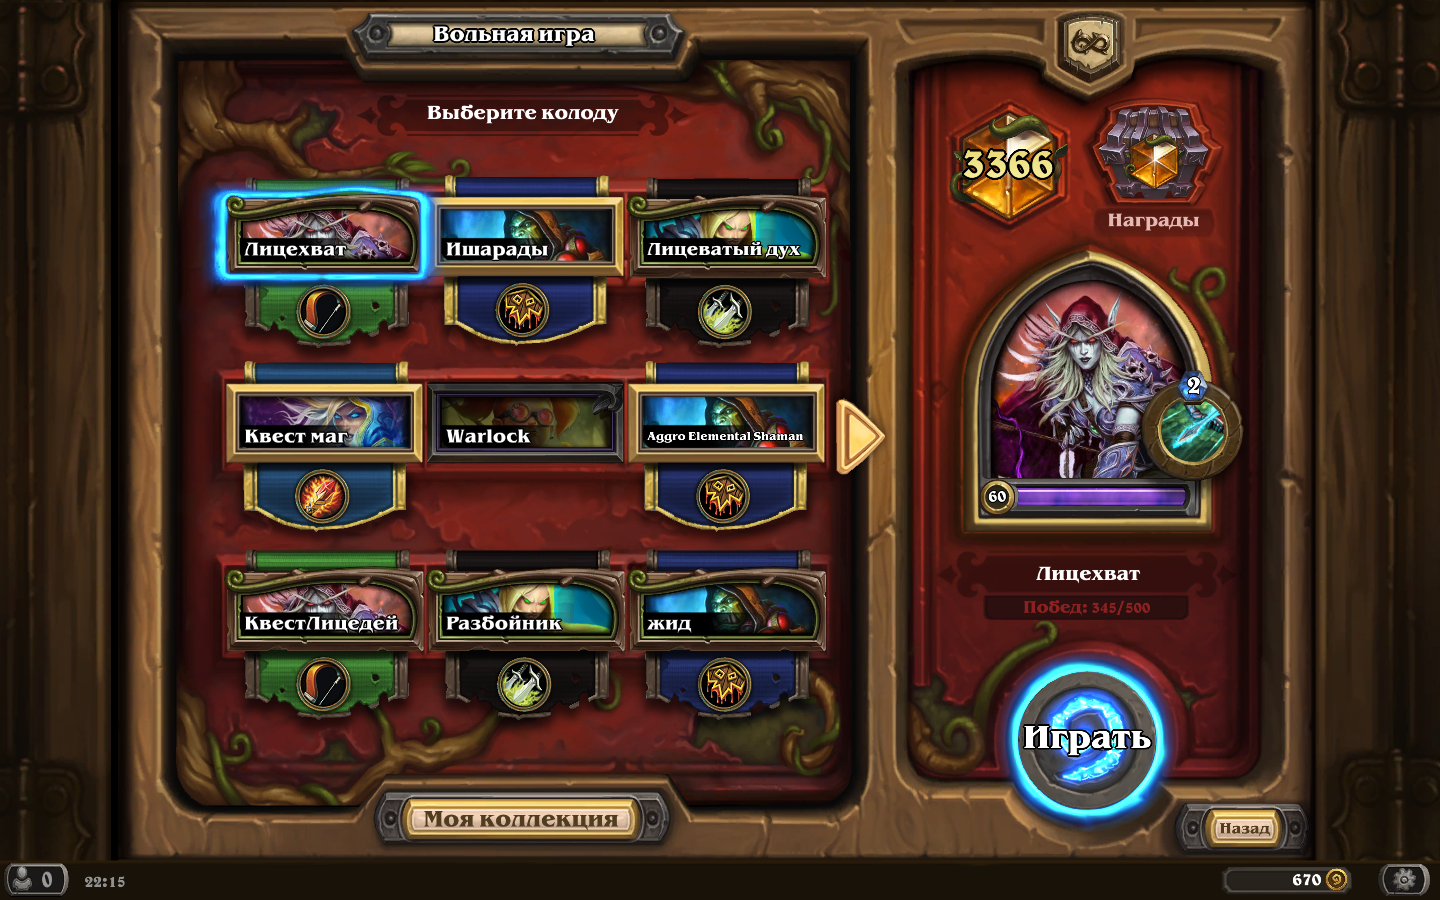 Вольная игра
Выберите колоду
Лицехват
Ишарады
Лицеватый дух
Квест маг
Warlock
Aggro Elemental Shaman
КвестЛицедей
Разбойник
жид
Моя коллекция
3366
Награды
2
60
Лицехват
Побед: 345/500
Играть
Назад
0
22:15
670